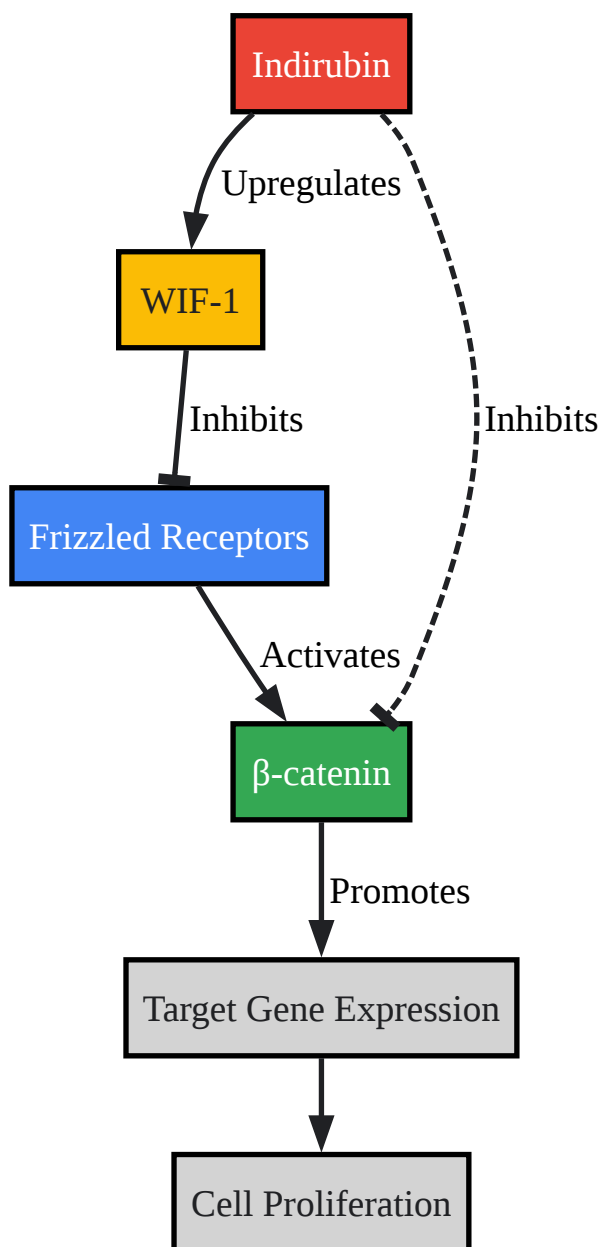 Indirubin
Upregulates
WIF-1
Inhibits
Inhibits
Frizzled Receptors
Activates
β-catenin
Promotes
Target Gene Expression
Cell Proliferation